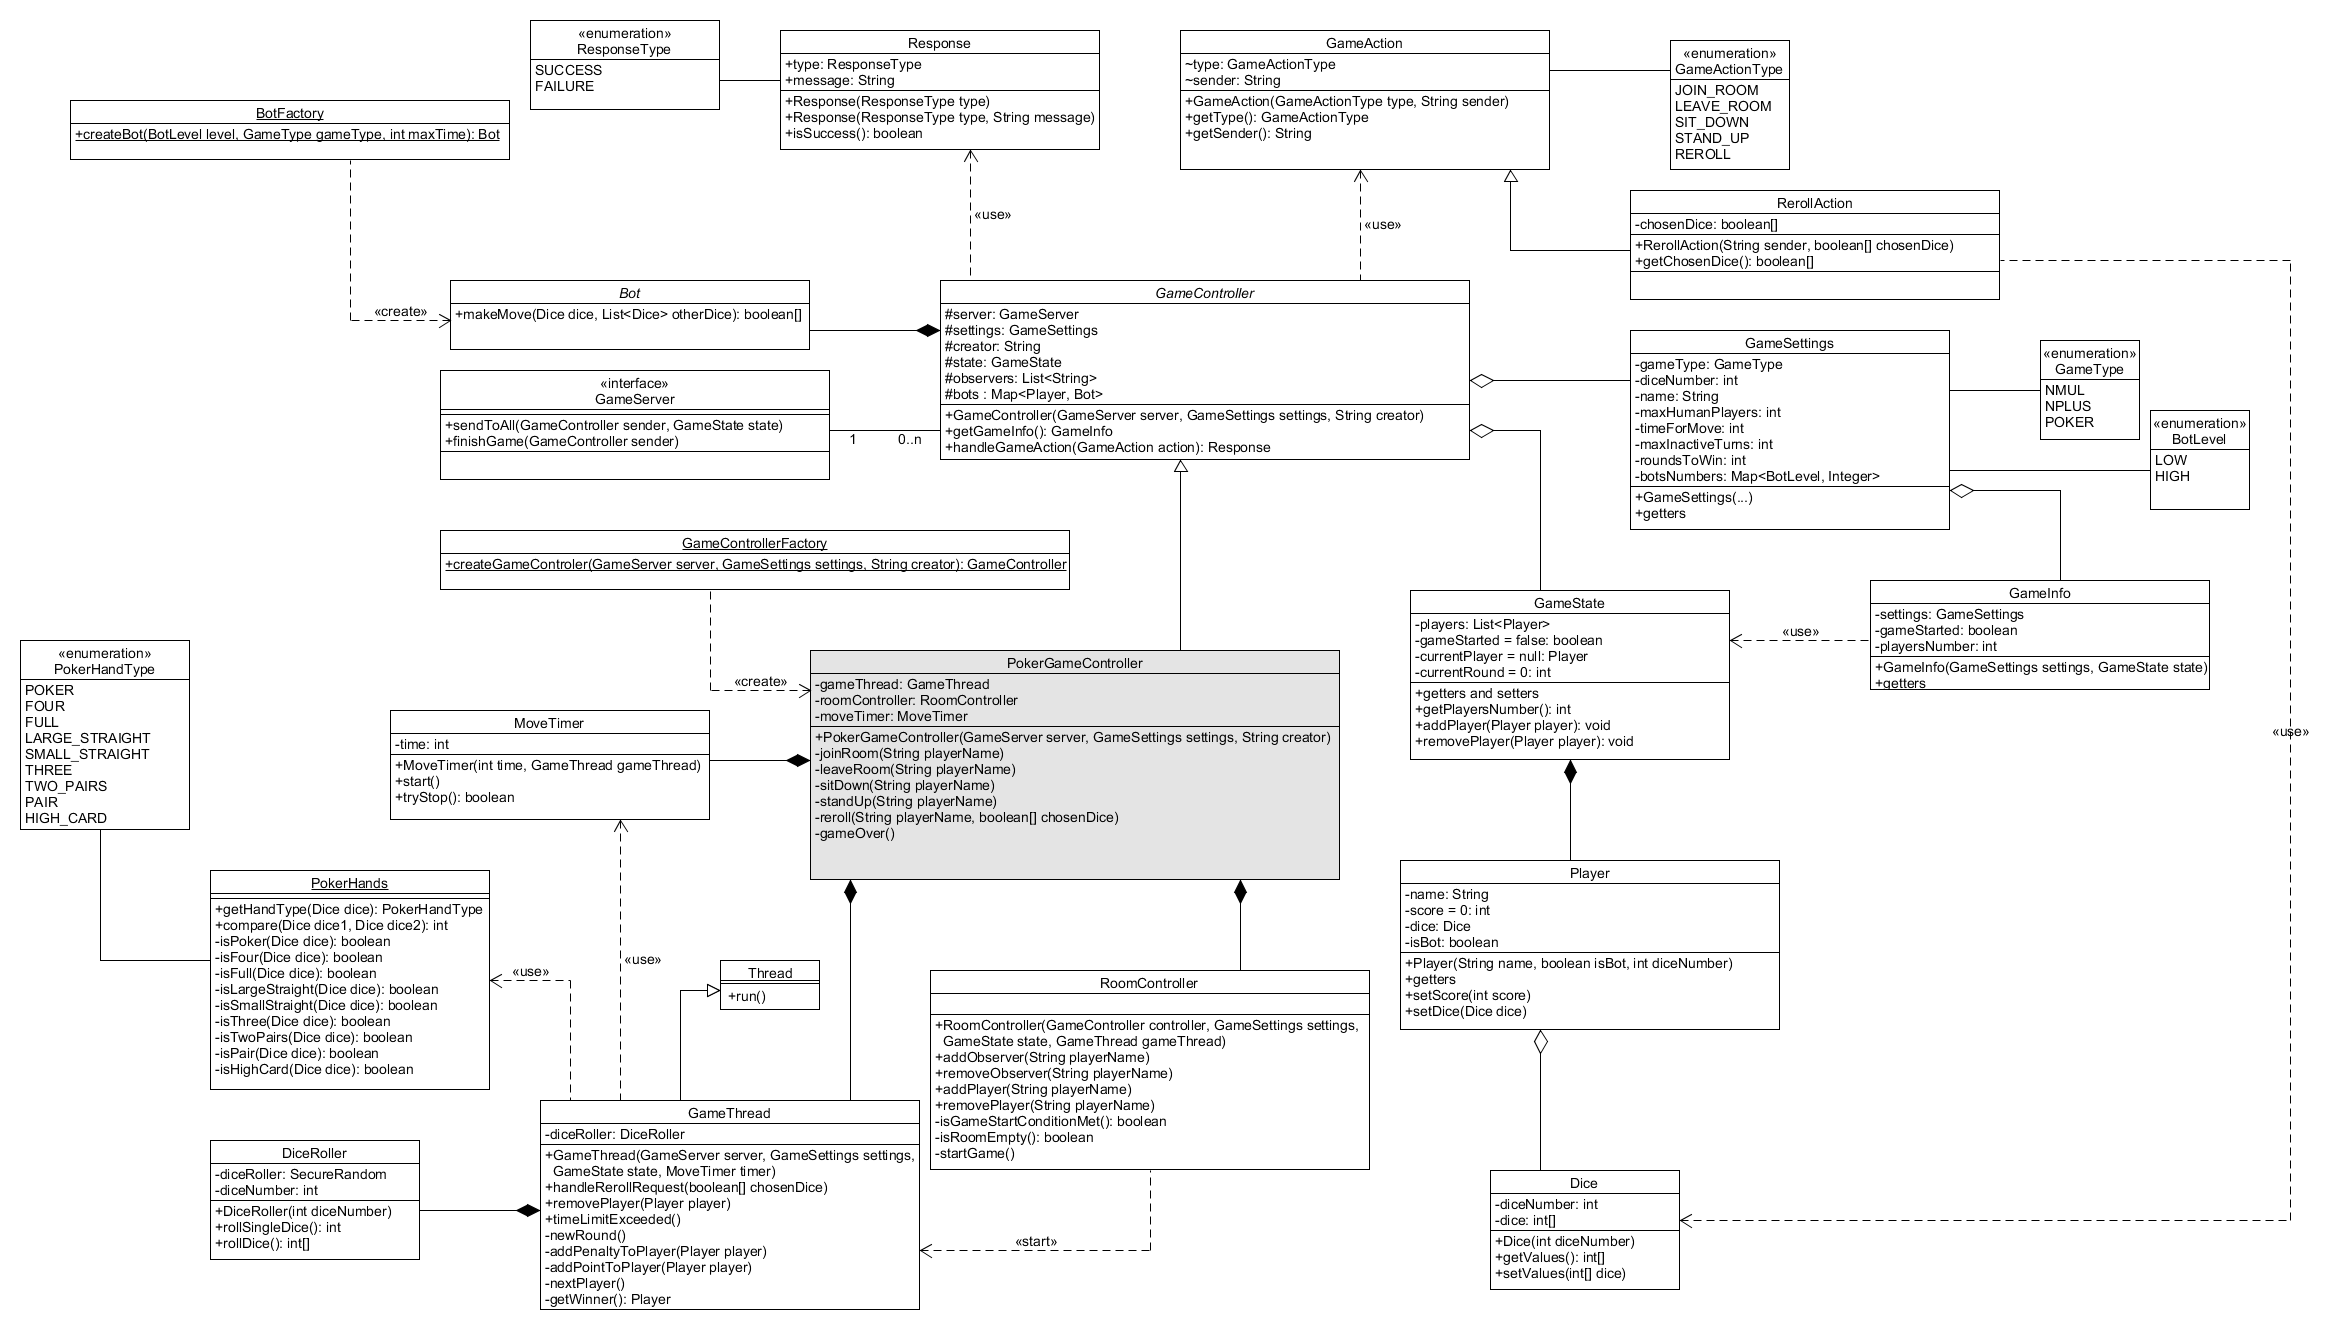 «enumeration»
ResponseType
SUCCESS
FAILURE
Response
+type: ResponseType
+message: String
+Response(ResponseType type)
+Response(ResponseType type, String message)
+isSuccess(): boolean
GameAction
~type: GameActionType
~sender: String
+GameAction(GameActionType type, String sender)
+getType(): GameActionType
+getSender(): String
«enumeration»
GameActionType
JOIN_ROOM
LEAVE_ROOM
SIT_DOWN
STAND_UP
REROLL
BotFactory
+createBot(BotLevel level, GameType gameType, int maxTime): Bot
«use»
«use»
RerollAction
-chosenDice: boolean[]
+RerollAction(String sender, boolean[] chosenDice)
+getChosenDice(): boolean[]
«create»
Bot
+makeMove(Dice dice, List<Dice> otherDice): boolean[]
GameController
#server: GameServer
#settings: GameSettings
#creator: String
#state: GameState
#observers: List<String>
#bots : Map<Player, Bot>
+GameController(GameServer server, GameSettings settings, String creator)
+getGameInfo(): GameInfo
+handleGameAction(GameAction action): Response
«interface»
GameServer
+sendToAll(GameController sender, GameState state)
+finishGame(GameController sender)
1
0..n
GameSettings
-gameType: GameType
-diceNumber: int
-name: String
-maxHumanPlayers: int
-timeForMove: int
-maxInactiveTurns: int
-roundsToWin: int
-botsNumbers: Map<BotLevel, Integer>
+GameSettings(...)
+getters
«enumeration»
GameType
NMUL
NPLUS
POKER
«enumeration»
BotLevel
LOW
HIGH
GameControllerFactory
+createGameControler(GameServer server, GameSettings settings, String creator): GameController
«create»
GameState
-players: List<Player>
-gameStarted = false: boolean
-currentPlayer = null: Player
-currentRound = 0: int
+getters and setters
+getPlayersNumber(): int
+addPlayer(Player player): void
+removePlayer(Player player): void
«use»
GameInfo
-settings: GameSettings
-gameStarted: boolean
-playersNumber: int
+GameInfo(GameSettings settings, GameState state)
+getters
«use»
«enumeration»
PokerHandType
POKER
FOUR
FULL
LARGE_STRAIGHT
SMALL_STRAIGHT
THREE
TWO_PAIRS
PAIR
HIGH_CARD
PokerGameController
-gameThread: GameThread
-roomController: RoomController
-moveTimer: MoveTimer
+PokerGameController(GameServer server, GameSettings settings, String creator)
-joinRoom(String playerName)
-leaveRoom(String playerName)
-sitDown(String playerName)
-standUp(String playerName)
-reroll(String playerName, boolean[] chosenDice)
-gameOver()
MoveTimer
-time: int
+MoveTimer(int time, GameThread gameThread)
+start()
+tryStop(): boolean
PokerHands
+getHandType(Dice dice): PokerHandType
+compare(Dice dice1, Dice dice2): int
-isPoker(Dice dice): boolean
-isFour(Dice dice): boolean
-isFull(Dice dice): boolean
-isLargeStraight(Dice dice): boolean
-isSmallStraight(Dice dice): boolean
-isThree(Dice dice): boolean
-isTwoPairs(Dice dice): boolean
-isPair(Dice dice): boolean
-isHighCard(Dice dice): boolean
«use»
«use»
Thread
+run()
RoomController
+RoomController(GameController controller, GameSettings settings,
GameState state, GameThread gameThread)
+addObserver(String playerName)
+removeObserver(String playerName)
+addPlayer(String playerName)
+removePlayer(String playerName)
-isGameStartConditionMet(): boolean
-isRoomEmpty(): boolean
-startGame()
Player
-name: String
-score = 0: int
-dice: Dice
-isBot: boolean
+Player(String name, boolean isBot, int diceNumber)
+getters
+setScore(int score)
+setDice(Dice dice)
GameThread
-diceRoller: DiceRoller
+GameThread(GameServer server, GameSettings settings,
GameState state, MoveTimer timer)
+handleRerollRequest(boolean[] chosenDice)
+removePlayer(Player player)
+timeLimitExceeded()
-newRound()
-addPenaltyToPlayer(Player player)
-addPointToPlayer(Player player)
-nextPlayer()
-getWinner(): Player
DiceRoller
-diceRoller: SecureRandom
-diceNumber: int
+DiceRoller(int diceNumber)
+rollSingleDice(): int
+rollDice(): int[]
«start»
Dice
-diceNumber: int
-dice: int[]
+Dice(int diceNumber)
+getValues(): int[]
+setValues(int[] dice)